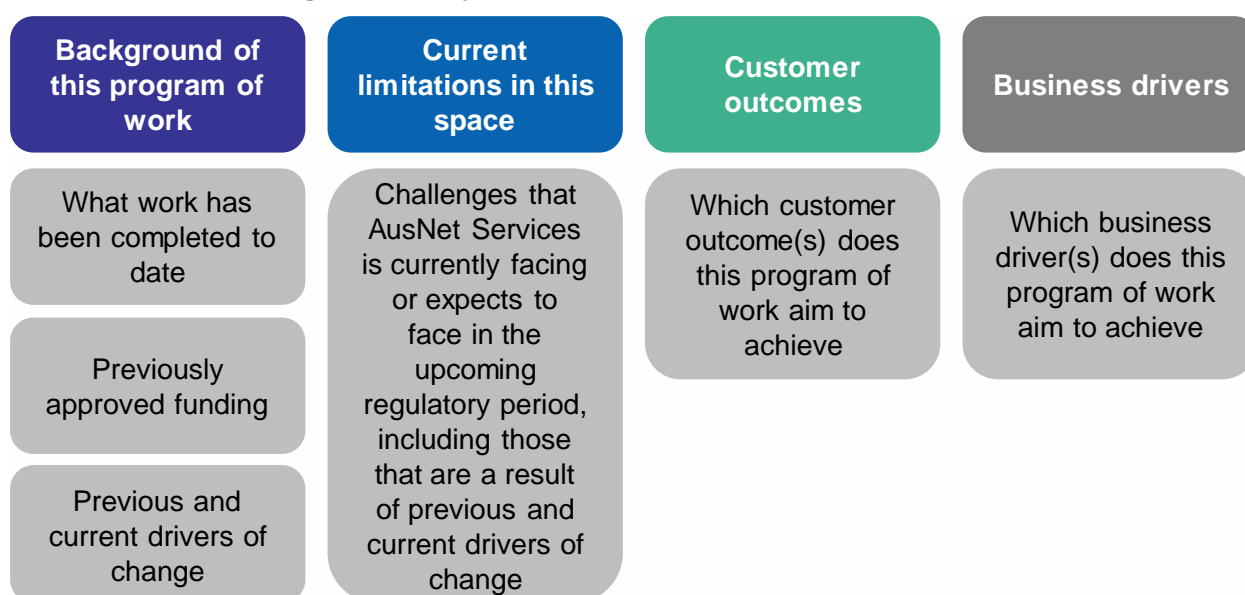 Background of
this program of
work
What work has
been completed to
date
Previously
approved funding
Previous and
current drivers of
change
Current
limitations in this
space
Challenges that
AusNet Services
is currently facing
or expects to
face in the
upcoming
regulatory period,
including those
that are a result
of previous and
current drivers of
change
Customer
outcomes
Which customer
outcome(s) does
this program of
work aim to
achieve
Business drivers
Which business
driver(s) does this
program of work
aim to achieve